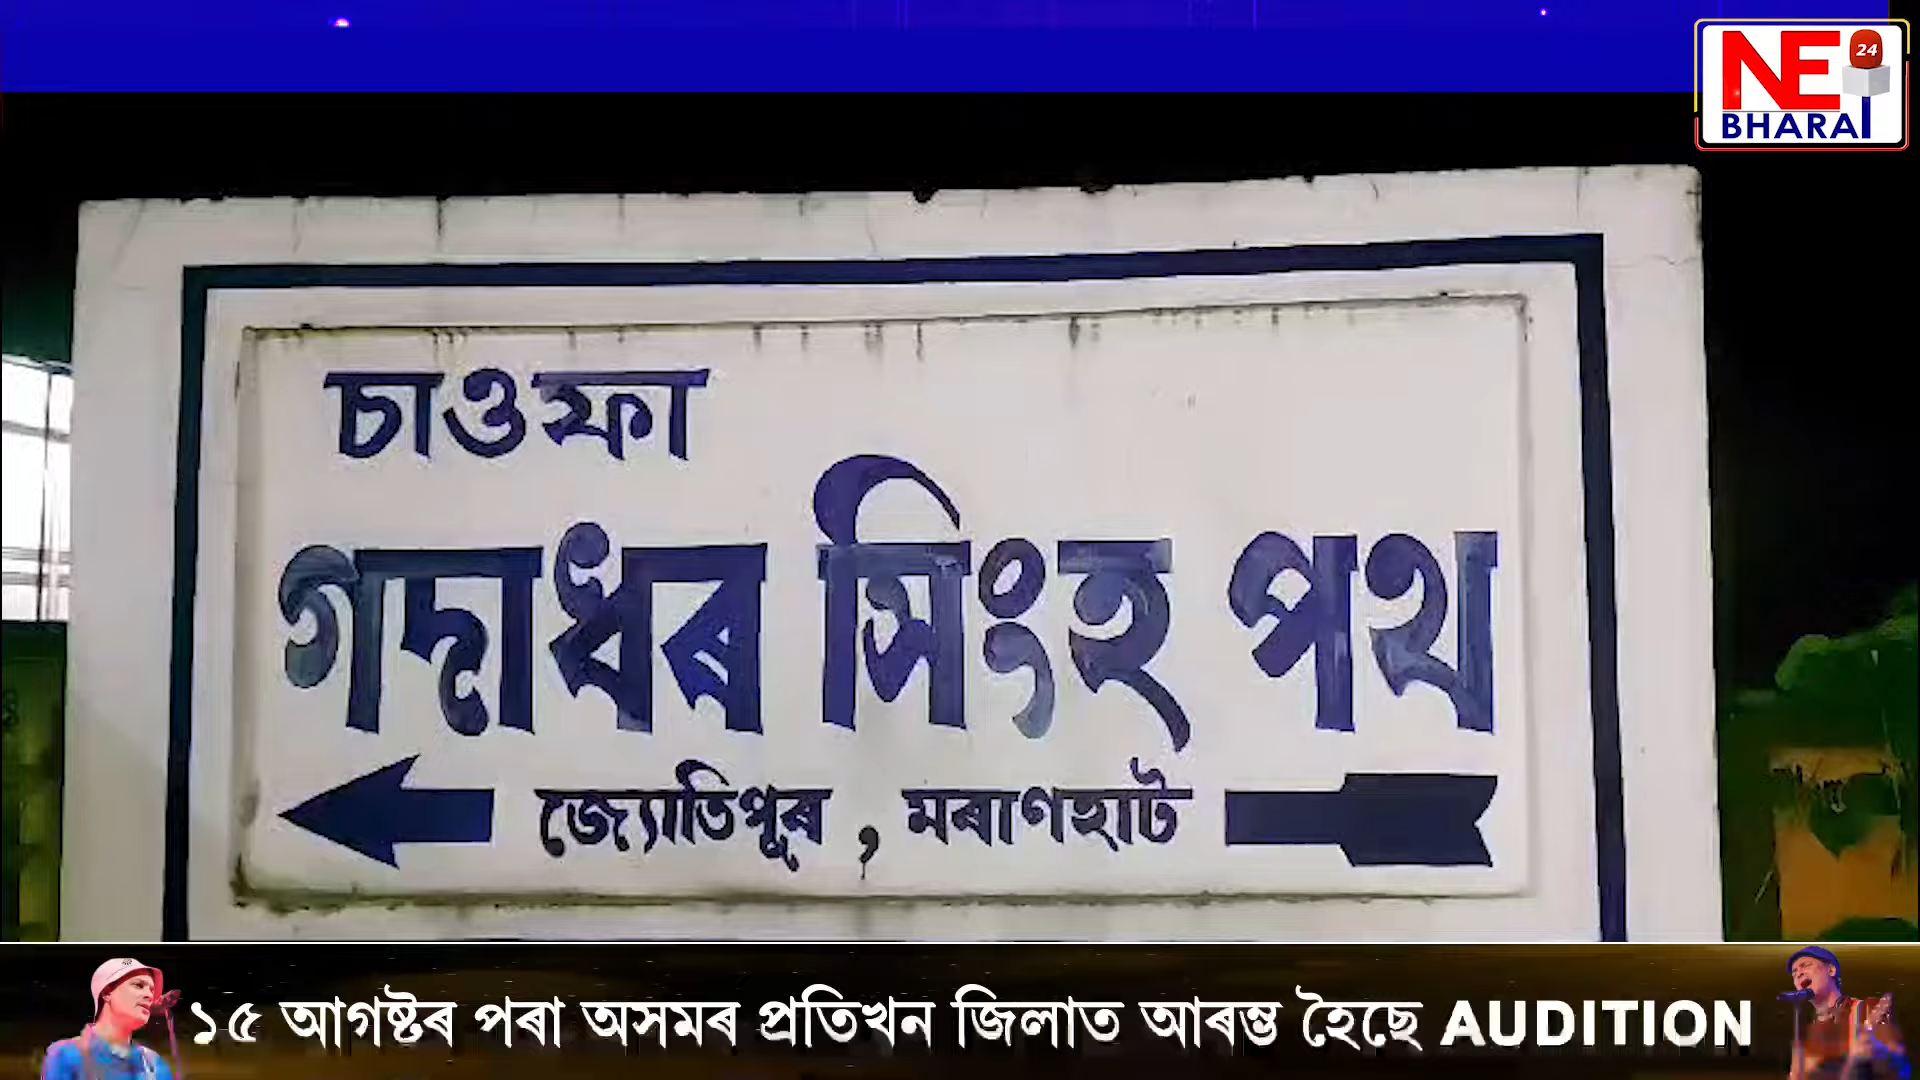 NE 24
BHARAT
চাওফা
গদাধৰ সিংহ পথ
জ্যোতিপুৰ , মৰাণহাট
১৫ আগষ্টৰ পৰা অসমৰ প্ৰতিখন জিলাত আৰম্ভ হৈছে AUDITION